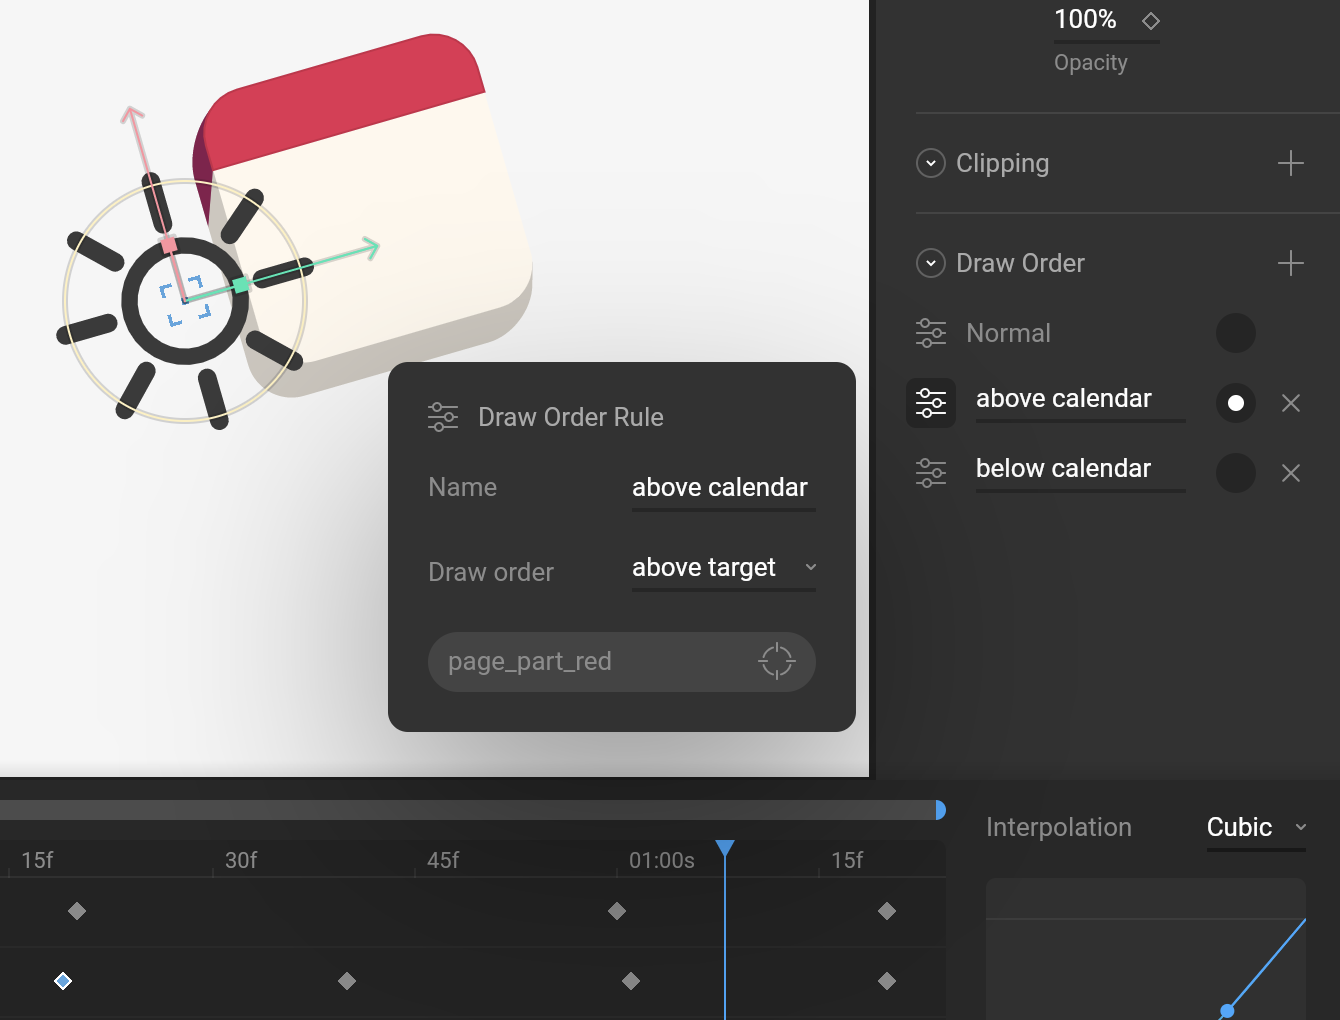 100%
Opacity
Clipping
Draw Order
Normal
above calendar
below calendar
Draw Order Rule
Name
above calendar
Draw order
above target
page_part_red
15f
30f
45f
01:00s
15f
Interpolation
Cubic